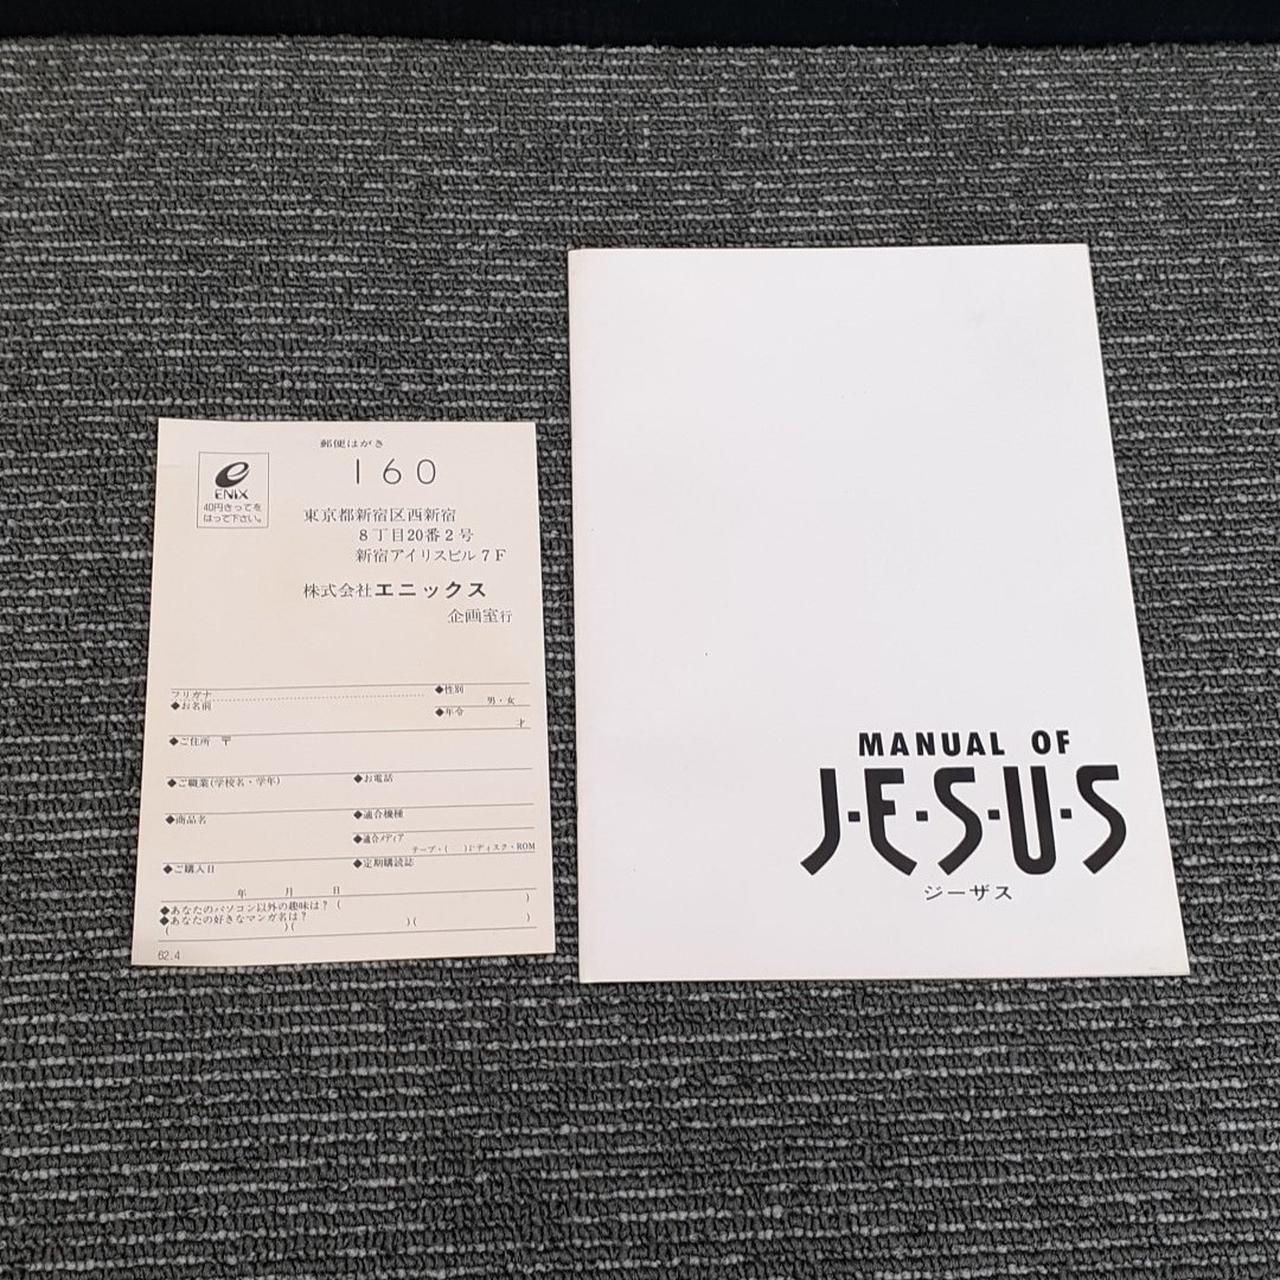 郵便はがき
160
ENIX
40円きってを
はって下さい。
東京都新宿区西新宿
8丁目20番2号
新宿アイリスビル7F
株式会社エニックス
企画室行
フリガナ
◆お名前
◆性別
男・女
◆年令
才
◆ご住所 〒
◆ご職業(学校名・学年)
◆お電話
◆商品名
◆適合機種
◆適合メディア
テープ・( )ディスク・ROM
◆ご購入日
年 月 日
◆定期購読誌
◆あなたのパソコン以外の趣味は? ( )
◆あなたの好きなマンガ名は?
( )( )( )
62.4
MANUAL OF
J・E・S・U・S
ジーザス